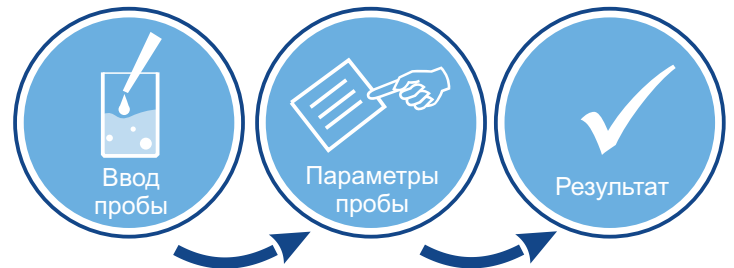 Ввод
пробы
Параметры
пробы
Результат